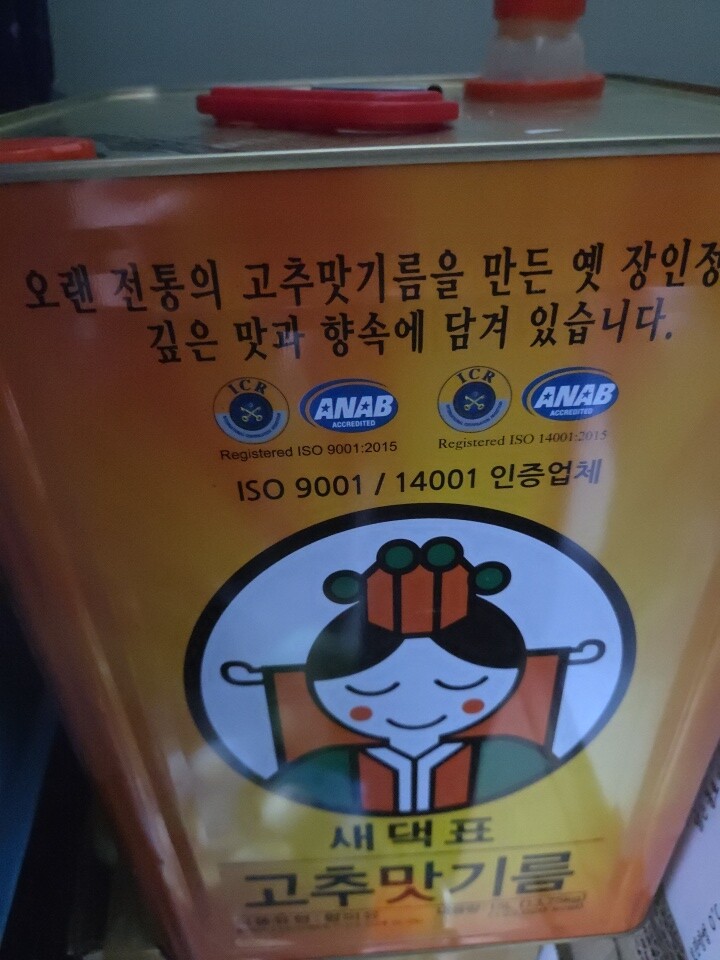 오랜 전통의 고추맛기름을 만든 옛 장인정
깊은 맛과 향속에 담겨 있습니다.
ICR ANAB ICR ANAB
ACCREDITED ACCREDITED
Registered ISO 9001:2015 Registered ISO 14001:2015
ISO 9001 / 14001 인증업체
새댁표
고추맛기름